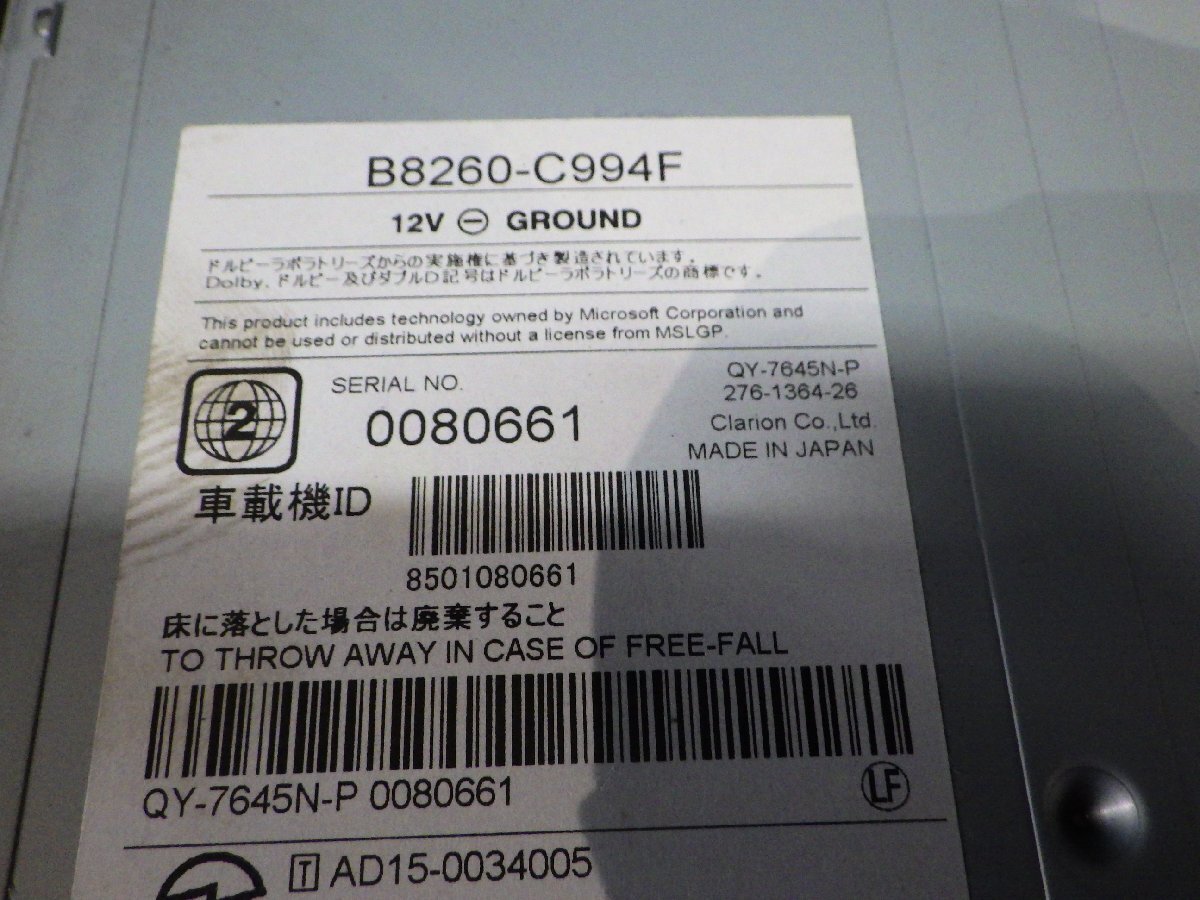 B8260-C994F
12V ⊖ GROUND
ドルビーラボラトリーズからの実施権に基づき製造されています。
Dolby、ドルビー及びダブルD記号はドルビーラボラトリーズの商標です。
This product includes technology owned by Microsoft Corporation and
cannot be used or distributed without a license from MSLGP.
2
SERIAL NO.
0080661
QY-7645N-P
276-1364-26
Clarion Co.,Ltd.
MADE IN JAPAN
車載機ID
8501080661
床に落とした場合は廃棄すること
TO THROW AWAY IN CASE OF FREE-FALL
QY-7645N-P 0080661
LF
T AD15-0034005